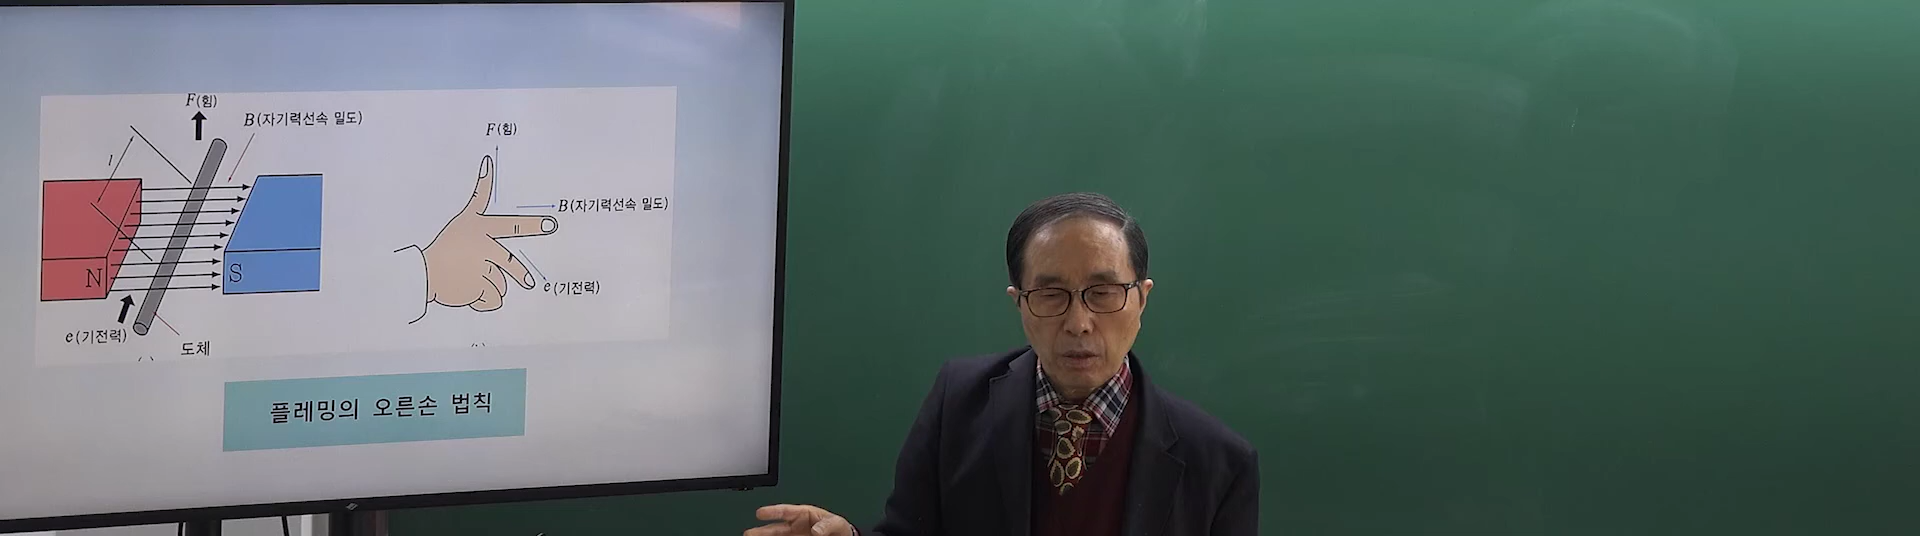 F(힘)
B(자기력선속 밀도)
l
N
S
e(기전력)
도체
F(힘)
B(자기력선속 밀도)
e(기전력)
플레밍의 오른손 법칙